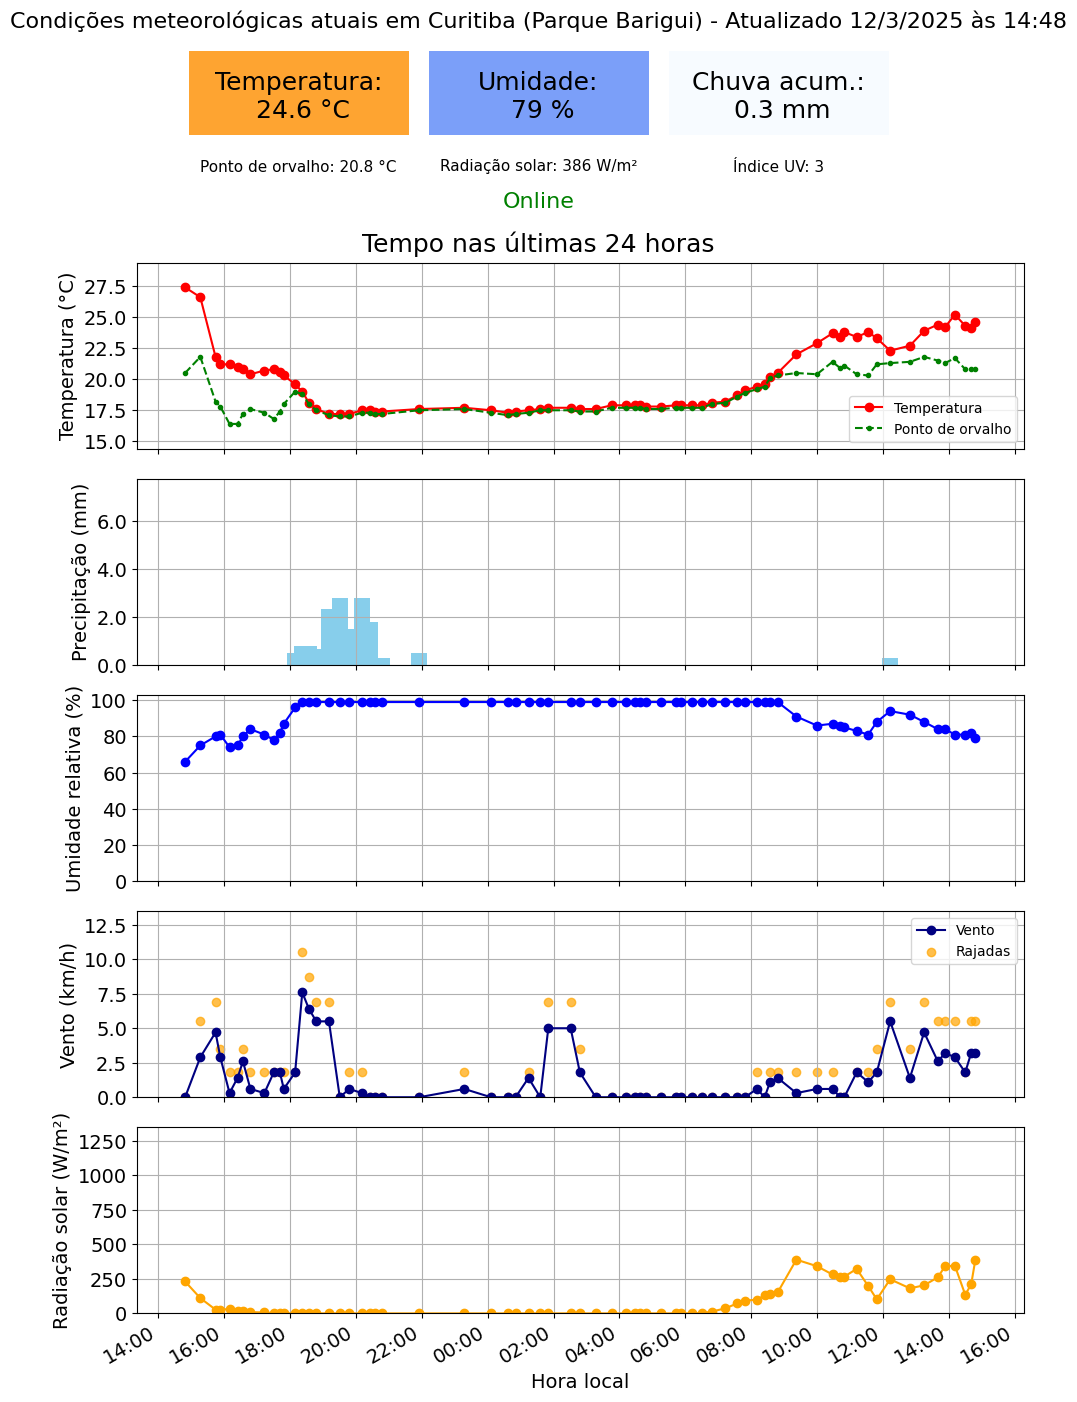 Condições meteorológicas atuais em Curitiba (Parque Barigui) - Atualizado 12/3/2025 às 14:48
Temperatura:
24.6 °C
Umidade:
79 %
Chuva acum.:
0.3 mm
Ponto de orvalho: 20.8 °C
Radiação solar: 386 W/m²
Índice UV: 3
Online
Tempo nas últimas 24 horas
Temperatura (°C)
27.5
25.0
22.5
20.0
17.5
15.0
Temperatura
Ponto de orvalho
Precipitação (mm)
6.0
4.0
2.0
0.0
Umidade relativa (%)
100
80
60
40
20
0
Vento (km/h)
12.5
10.0
7.5
5.0
2.5
0.0
Vento
Rajadas
Radiação solar (W/m²)
1250
1000
750
500
250
0
14:00
16:00
18:00
20:00
22:00
00:00
02:00
04:00
06:00
08:00
10:00
12:00
14:00
16:00
Hora local